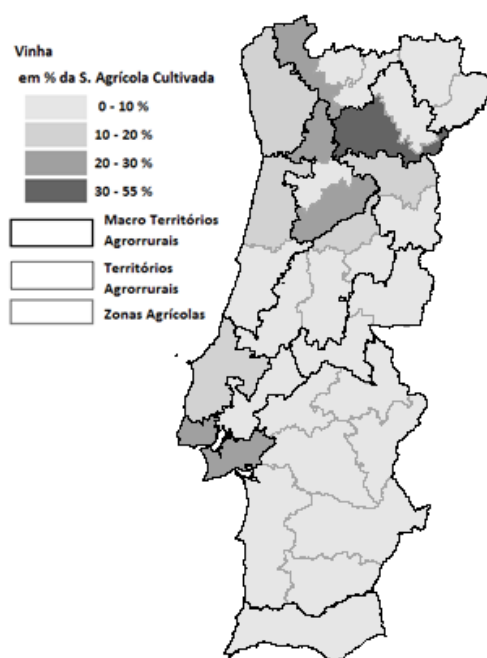 Vinha
em % da S. Agrícola Cultivada
0 - 10 %
10 - 20 %
20 - 30 %
30 - 55 %
Macro Territórios
Agrorrurais
Territórios
Agrorrurais
Zonas Agrícolas